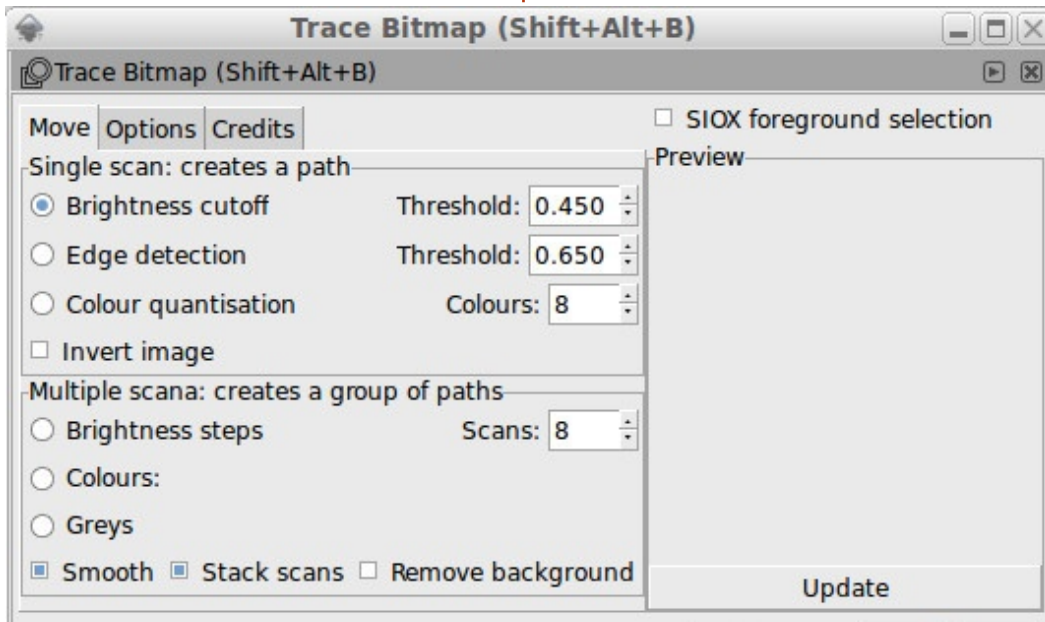 Trace Bitmap (Shift+Alt+B)
Trace Bitmap (Shift+Alt+B)
Move Options Credits
SIOX foreground selection
Single scan: creates a path
Preview
Brightness cutoff Threshold: 0.450
Edge detection Threshold: 0.650
Colour quantisation Colours: 8
Invert image
Multiple scana: creates a group of paths
Brightness steps Scans: 8
Colours:
Greys
Smooth Stack scans Remove background
Update